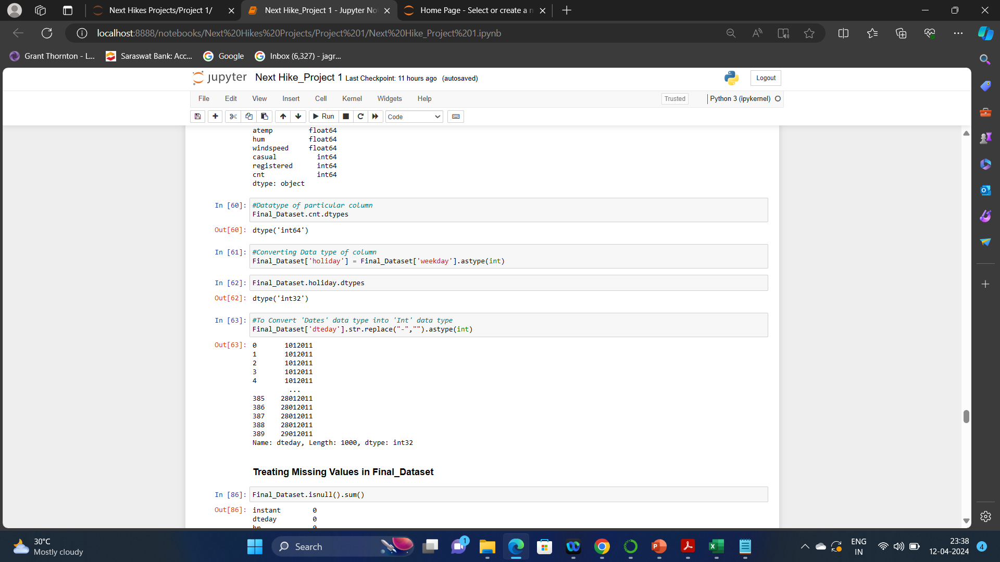 Next Hikes Projects/Project 1/
Next Hike_Project 1 - Jupyter No
Home Page - Select or create a n
localhost:8888/notebooks/Next%20Hikes%20Projects/Project%201/Next%20Hike_Project%201.ipynb
Grant Thornton - L...
Saraswat Bank: Acc...
Google
Inbox (6,327) - jagr...
jupyter
Next Hike_Project 1 Last Checkpoint: 11 hours ago (autosaved)
Logout
File Edit View Insert Cell Kernel Widgets Help
Trusted
Python 3 (ipykernel)
Run
Code
atemp float64
hum float64
windspeed float64
casual int64
registered int64
cnt int64
dtype: object
In [60]: #Datatype of particular column
Final_Dataset.cnt.dtypes
Out[60]: dtype('int64')
In [61]: #Converting Data type of column
Final_Dataset['holiday'] = Final_Dataset['weekday'].astype(int)
In [62]: Final_Dataset.holiday.dtypes
Out[62]: dtype('int32')
In [63]: #To Convert 'Dates' data type into 'Int' data type
Final_Dataset['dteday'].str.replace("-","").astype(int)
Out[63]: 0 1012011
1 1012011
2 1012011
3 1012011
4 1012011
...
385 28012011
386 28012011
387 28012011
388 28012011
389 29012011
Name: dteday, Length: 1000, dtype: int32
Treating Missing Values in Final_Dataset
In [86]: Final_Dataset.isnull().sum()
Out[86]: instant 0
dteday 0
30°C
Mostly cloudy
Search
1
ENG
IN
23:38
12-04-2024
4